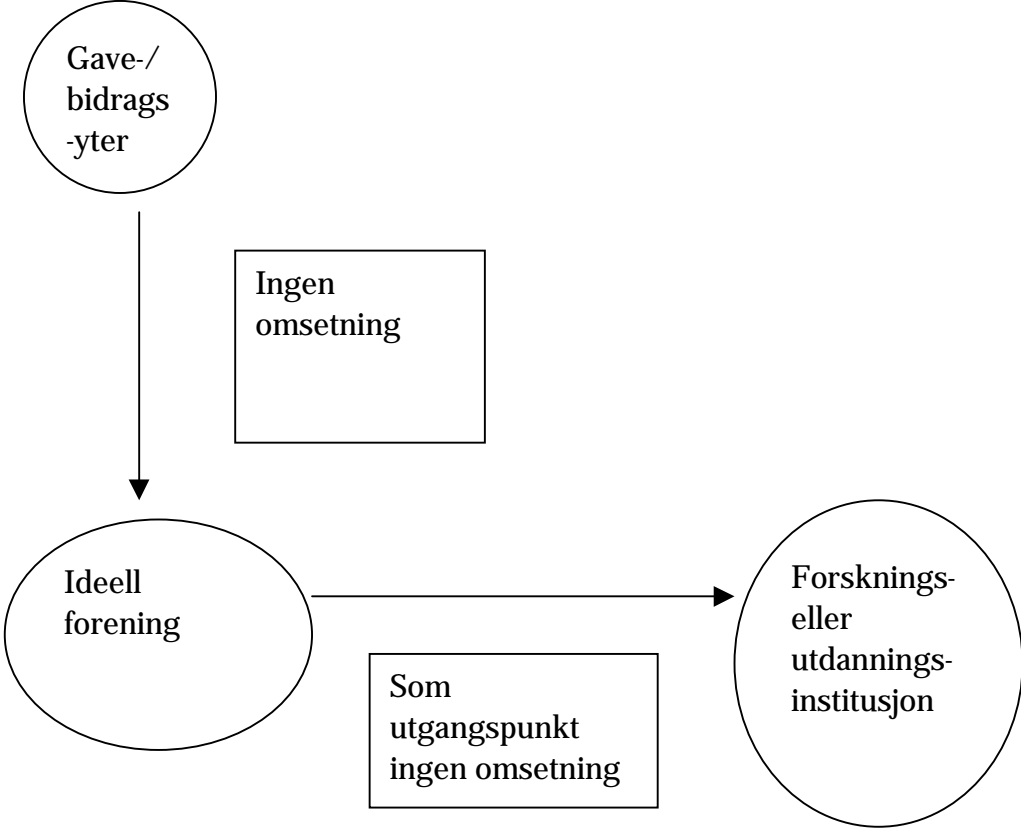 Gave-/
bidrags
-yter
Ingen
omsetning
Ideell
forening
Som
utgangspunkt
ingen omsetning
Forsknings-
eller
utdannings-
institusjon